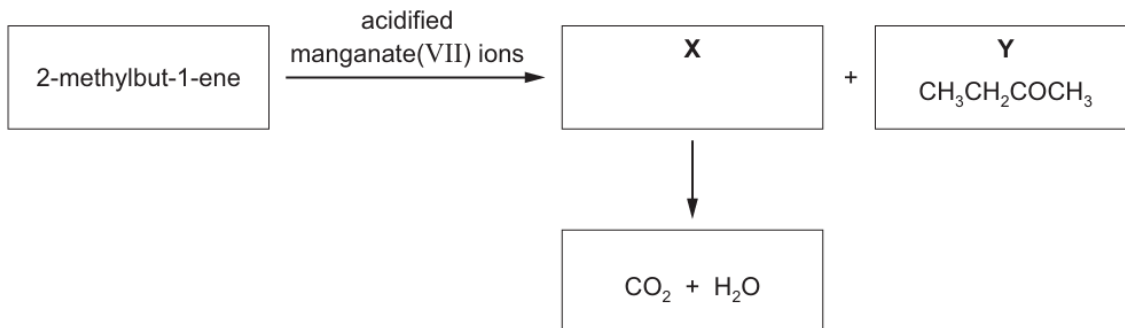 2-methylbut-1-ene
acidified
manganate(VII) ions
X
+
Y
CH₃CH₂COCH₃
CO₂ + H₂O